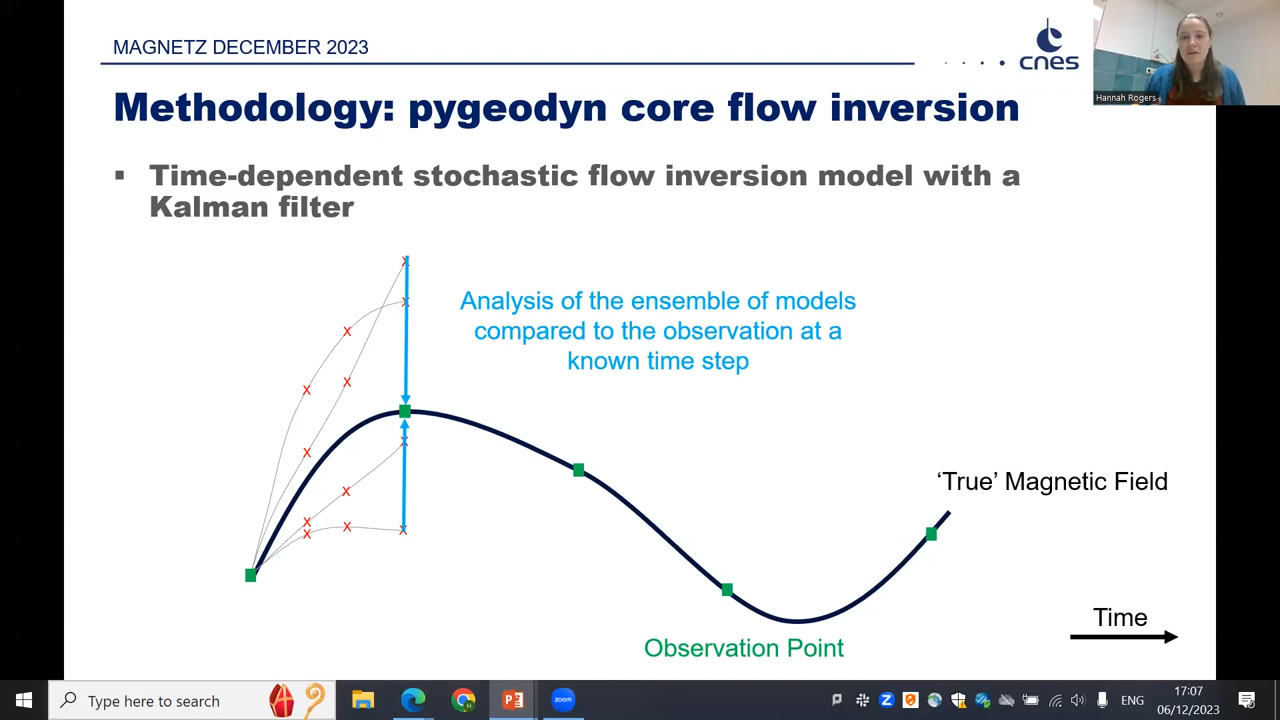 MAGNETZ DECEMBER 2023
cnes
Hannah Rogers
Methodology: pygeodyn core flow inversion
▪ Time-dependent stochastic flow inversion model with a
Kalman filter
Analysis of the ensemble of models
compared to the observation at a
known time step
‘True’ Magnetic Field
Time
Observation Point
Type here to search
zoom
ENG
17:07
06/12/2023